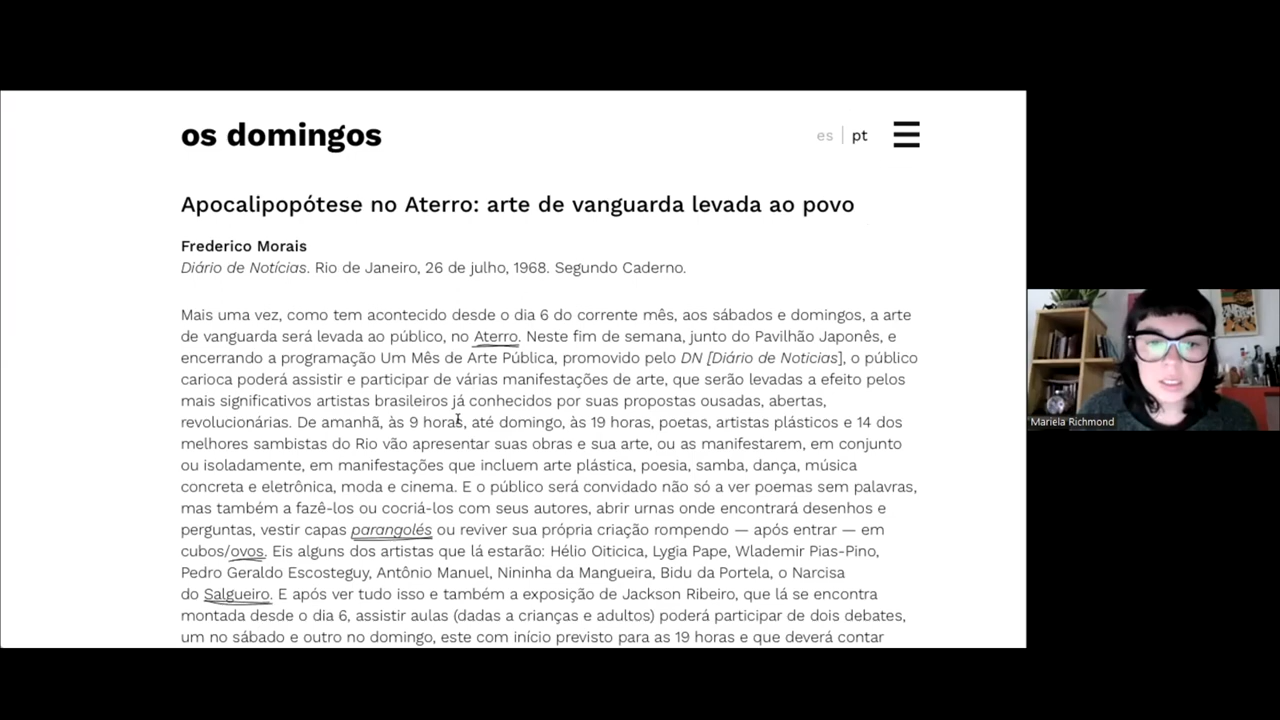 os domingos
es | pt
Apocalipopótese no Aterro: arte de vanguarda levada ao povo
Frederico Morais
Diário de Notícias. Rio de Janeiro, 26 de julho, 1968. Segundo Caderno.
Mais uma vez, como tem acontecido desde o dia 6 do corrente mês, aos sábados e domingos, a arte
de vanguarda será levada ao público, no Aterro. Neste fim de semana, junto do Pavilhão Japonês, e
encerrando a programação Um Mês de Arte Pública, promovido pelo DN [Diário de Noticias], o público
carioca poderá assistir e participar de várias manifestações de arte, que serão levadas a efeito pelos
mais significativos artistas brasileiros já conhecidos por suas propostas ousadas, abertas,
revolucionárias. De amanhã, às 9 horas, até domingo, às 19 horas, poetas, artistas plásticos e 14 dos
melhores sambistas do Rio vão apresentar suas obras e sua arte, ou as manifestarem, em conjunto
ou isoladamente, em manifestações que incluem arte plástica, poesia, samba, dança, música
concreta e eletrônica, moda e cinema. E o público será convidado não só a ver poemas sem palavras,
mas também a fazê-los ou cocriá-los com seus autores, abrir urnas onde encontrará desenhos e
perguntas, vestir capas parangolés ou reviver sua própria criação rompendo — após entrar — em
cubos/ovos. Eis alguns dos artistas que lá estarão: Hélio Oiticica, Lygia Pape, Wlademir Pias-Pino,
Pedro Geraldo Escosteguy, Antônio Manuel, Nininha da Mangueira, Bidu da Portela, o Narcisa
do Salgueiro. E após ver tudo isso e também a exposição de Jackson Ribeiro, que lá se encontra
montada desde o dia 6, assistir aulas (dadas a crianças e adultos) poderá participar de dois debates,
um no sábado e outro no domingo, este com início previsto para as 19 horas e que deverá contar
Mariela Richmond